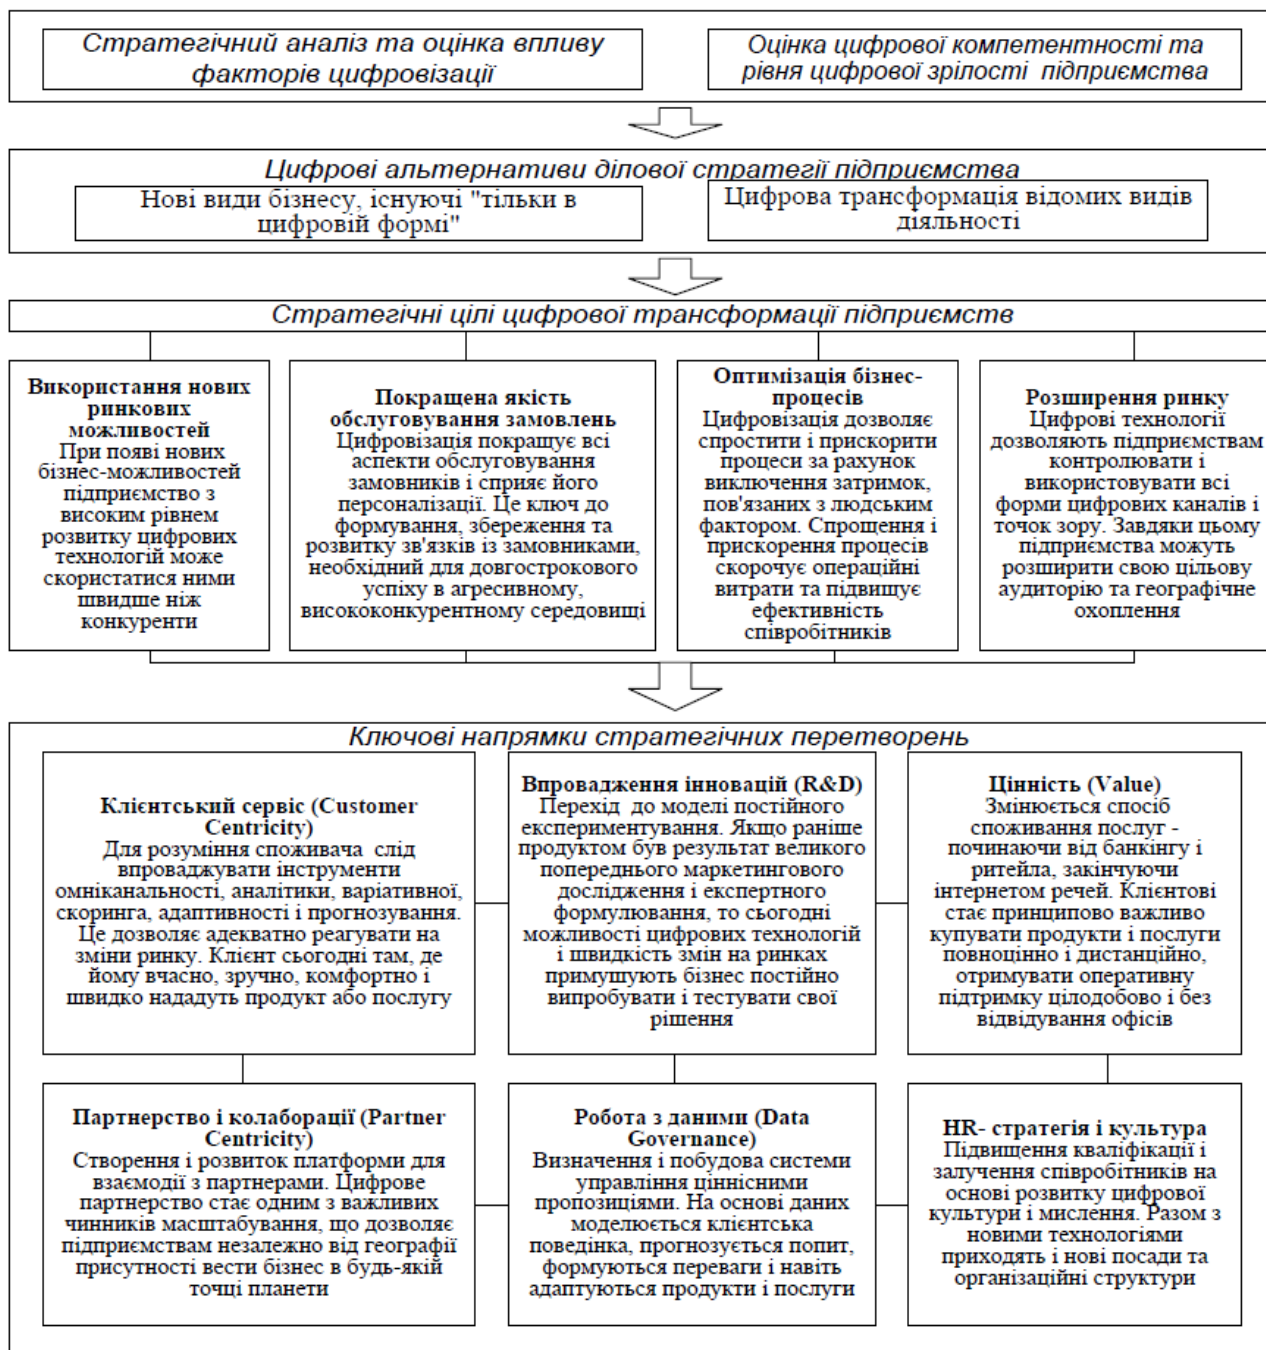 Стратегічний аналіз та оцінка впливу
факторів цифровізації
Оцінка цифрової компетентності та
рівня цифрової зрілості підприємства
Цифрові альтернативи ділової стратегії підприємства
Нові види бізнесу, існуючі "тільки в
цифровій формі"
Цифрова трансформація відомих видів
діяльності
Стратегічні цілі цифрової трансформації підприємств
Використання нових
ринкових
можливостей
При появі нових
бізнес-можливостей
підприємство з
високим рівнем
розвитку цифрових
технологій може
скористатися ними
швидше ніж
конкуренти
Покращена якість
обслуговування замовлень
Цифровізація покращує всі
аспекти обслуговування
замовників і сприяє його
персоналізації. Це ключ до
формування, збереження та
розвитку зв'язків із замовниками,
необхідний для довгострокового
успіху в агресивному,
висококонкурентному середовищі
Оптимізація бізнес-
процесів
Цифровізація дозволяє
спростити і прискорити
процеси за рахунок
виключення затримок,
пов'язаних з людським
фактором. Спрощення і
прискорення процесів
скорочує операційні
витрати та підвищує
ефективність
співробітників
Розширення ринку
Цифрові технології
дозволяють підприємствам
контролювати і
використовувати всі
форми цифрових каналів і
точок зору. Завдяки цьому
підприємства можуть
розширити свою цільову
аудиторію та географічне
охоплення
Ключові напрямки стратегічних перетворень
Клієнтський сервіс (Customer
Centricity)
Для розуміння споживача слід
впроваджувати інструменти
омніканальності, аналітики, варіативної,
скоринга, адаптивності і прогнозування.
Це дозволяє адекватно реагувати на
зміни ринку. Клієнт сьогодні там, де
йому вчасно, зручно, комфортно і
швидко нададуть продукт або послугу
Впровадження інновацій (R&D)
Перехід до моделі постійного
експериментування. Якщо раніше
продуктом був результат великого
попереднього маркетингового
дослідження і експертного
формулювання, то сьогодні
можливості цифрових технологій
і швидкість змін на ринках
примушують бізнес постійно
випробувати і тестувати свої
рішення
Цінність (Value)
Змінюється спосіб
споживання послуг -
починаючи від банкінгу і
ритейла, закінчуючи
інтернетом речей. Клієнтові
стає принципово важливо
купувати продукти і послуги
повноцінно і дистанційно,
отримувати оперативну
підтримку цілодобово і без
відвідування офісів
Партнерство і колаборації (Partner
Centricity)
Створення і розвиток платформи для
взаємодії з партнерами. Цифрове
партнерство стає одним з важливих
чинників масштабування, що дозволяє
підприємствам незалежно від географії
присутності вести бізнес в будь-якій
точці планети
Робота з даними (Data
Governance)
Визначення і побудова системи
управління ціннісними
пропозиціями. На основі даних
моделюється клієнтська
поведінка, прогнозується попит,
формуються переваги і навіть
адаптуються продукти і послуги
HR- стратегія і культура
Підвищення кваліфікації і
залучення співробітників на
основі розвитку цифрової
культури і мислення. Разом з
новими технологіями
приходять і нові посади та
організаційні структури